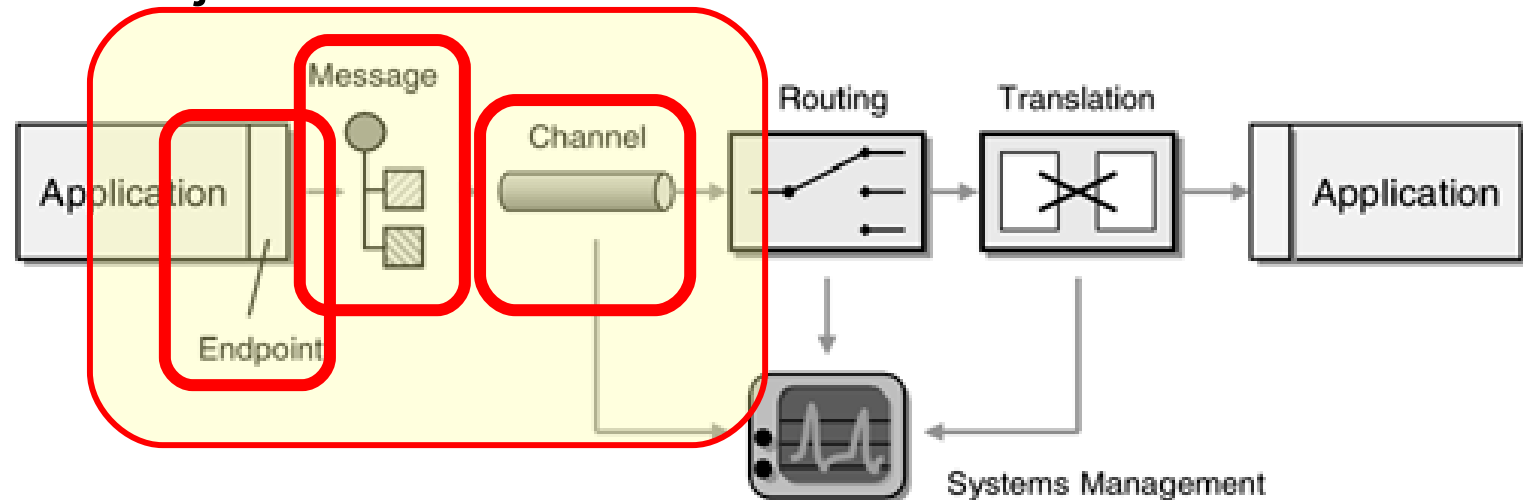 Message
Routing
Translation
Channel
Application
Application
Endpoint
Systems Management